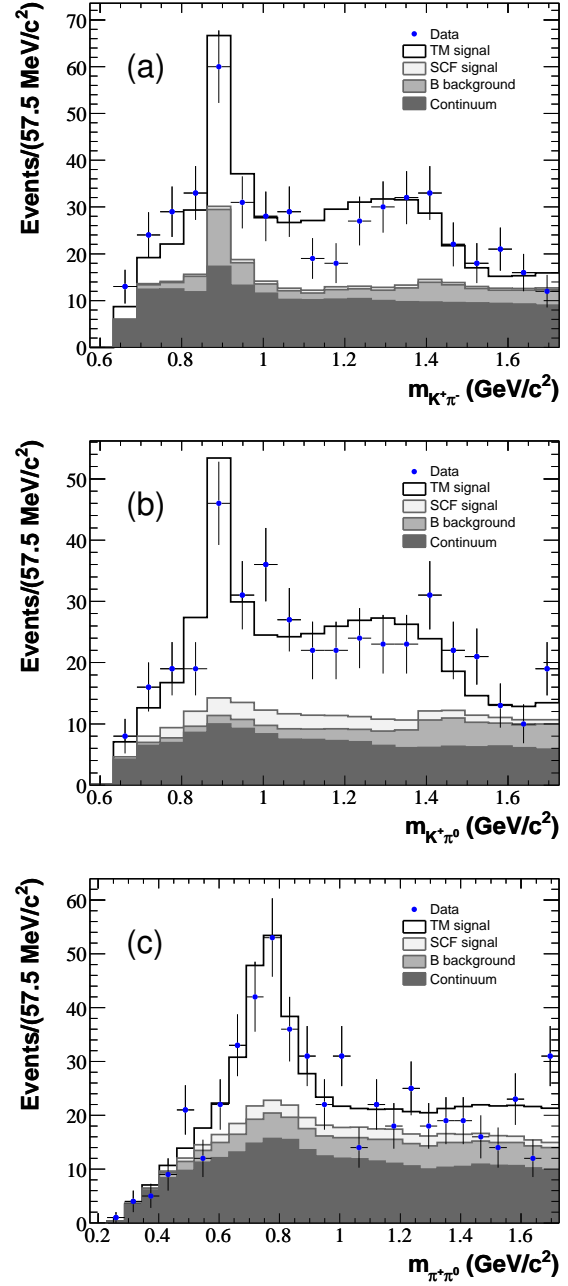 Events/(57.5 MeV/c²)
(a)
Data
TM signal
SCF signal
B background
Continuum
70
60
50
40
30
20
10
0
0.6 0.8 1 1.2 1.4 1.6
m_K⁺π⁻ (GeV/c²)
Events/(57.5 MeV/c²)
(b)
Data
TM signal
SCF signal
B background
Continuum
50
40
30
20
10
0
0.6 0.8 1 1.2 1.4 1.6
m_K⁺π⁰ (GeV/c²)
Events/(57.5 MeV/c²)
(c)
Data
TM signal
SCF signal
B background
Continuum
60
50
40
30
20
10
0
0.2 0.4 0.6 0.8 1 1.2 1.4 1.6
m_π⁺π⁰ (GeV/c²)